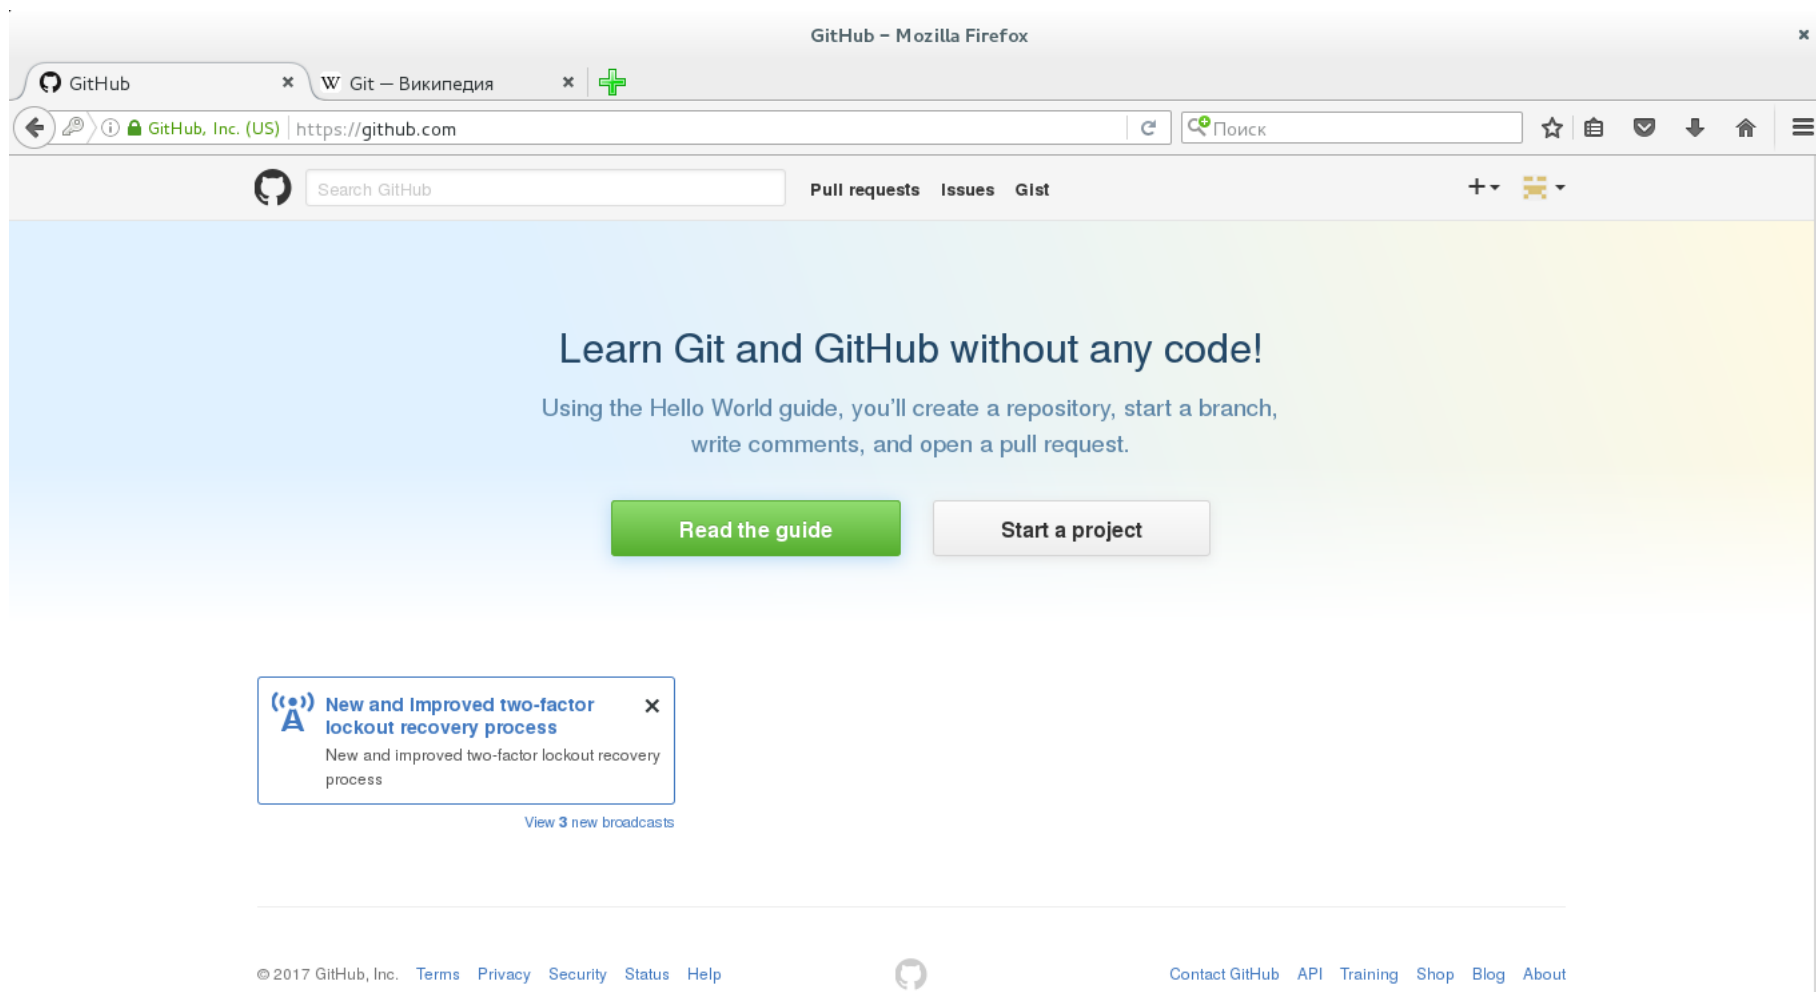 GitHub – Mozilla Firefox
GitHub
W Git — Википедия
GitHub, Inc. (US) https://github.com
Поиск
Search GitHub
Pull requests Issues Gist
Learn Git and GitHub without any code!
Using the Hello World guide, you’ll create a repository, start a branch,
write comments, and open a pull request.
Read the guide
Start a project
New and improved two-factor
lockout recovery process
New and improved two-factor lockout recovery
process
View 3 new broadcasts
© 2017 GitHub, Inc. Terms Privacy Security Status Help
Contact GitHub API Training Shop Blog About